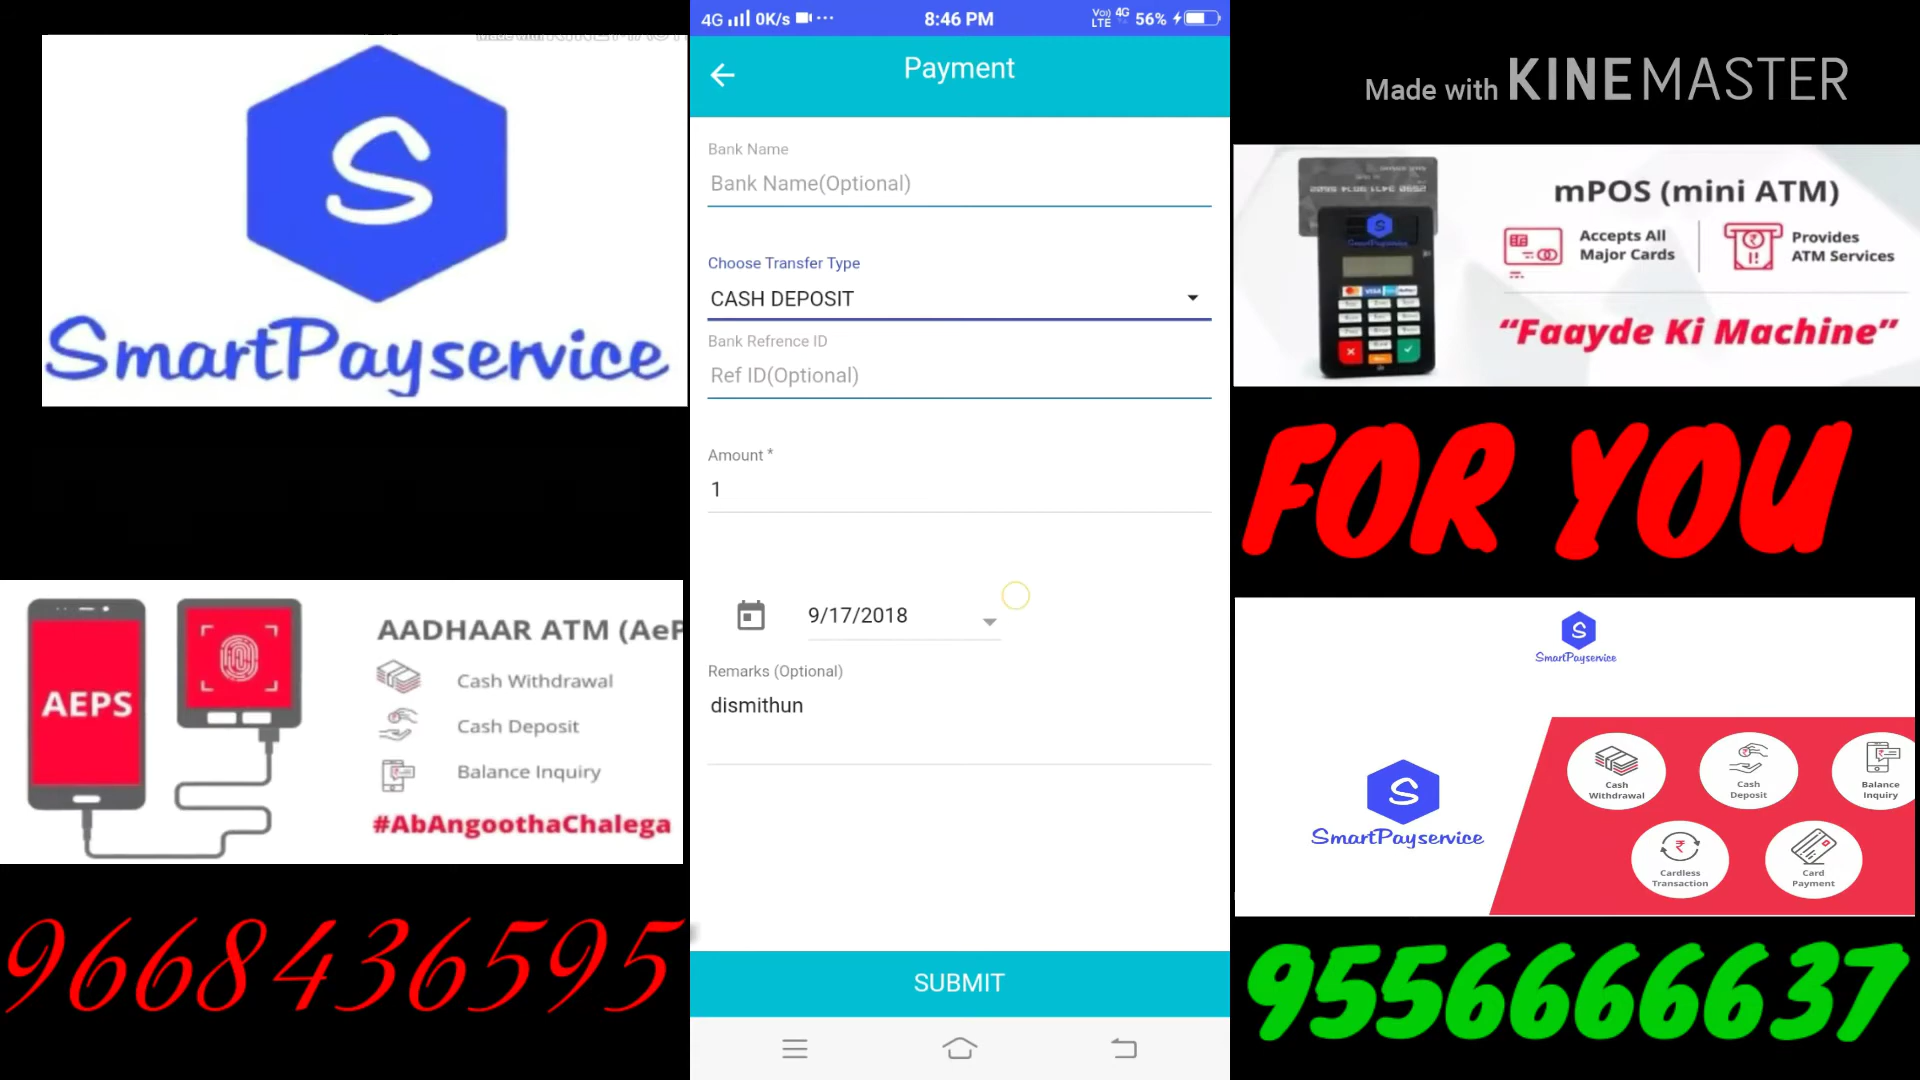 S
SmartPayservice
AADHAAR ATM (AeP
AEPS
Cash Withdrawal
Cash Deposit
Balance Inquiry
#AbAngoothaChalega
9668436595
4G 0K/s ...
8:46 PM
VoI) LTE 4G 56%
Payment
Bank Name
Bank Name(Optional)
Choose Transfer Type
CASH DEPOSIT
Bank Refrence ID
Ref ID(Optional)
Amount *
1
9/17/2018
Remarks (Optional)
dismithun
SUBMIT
Made with KINEMASTER
mPOS (mini ATM)
Accepts All
Major Cards
Provides
ATM Services
“Faayde Ki Machine”
FOR YOU
S
SmartPayservice
S
SmartPayservice
Cash
Withdrawal
Cash
Deposit
Balance
Inquiry
Cardless
Transaction
Card
Payment
9556666637